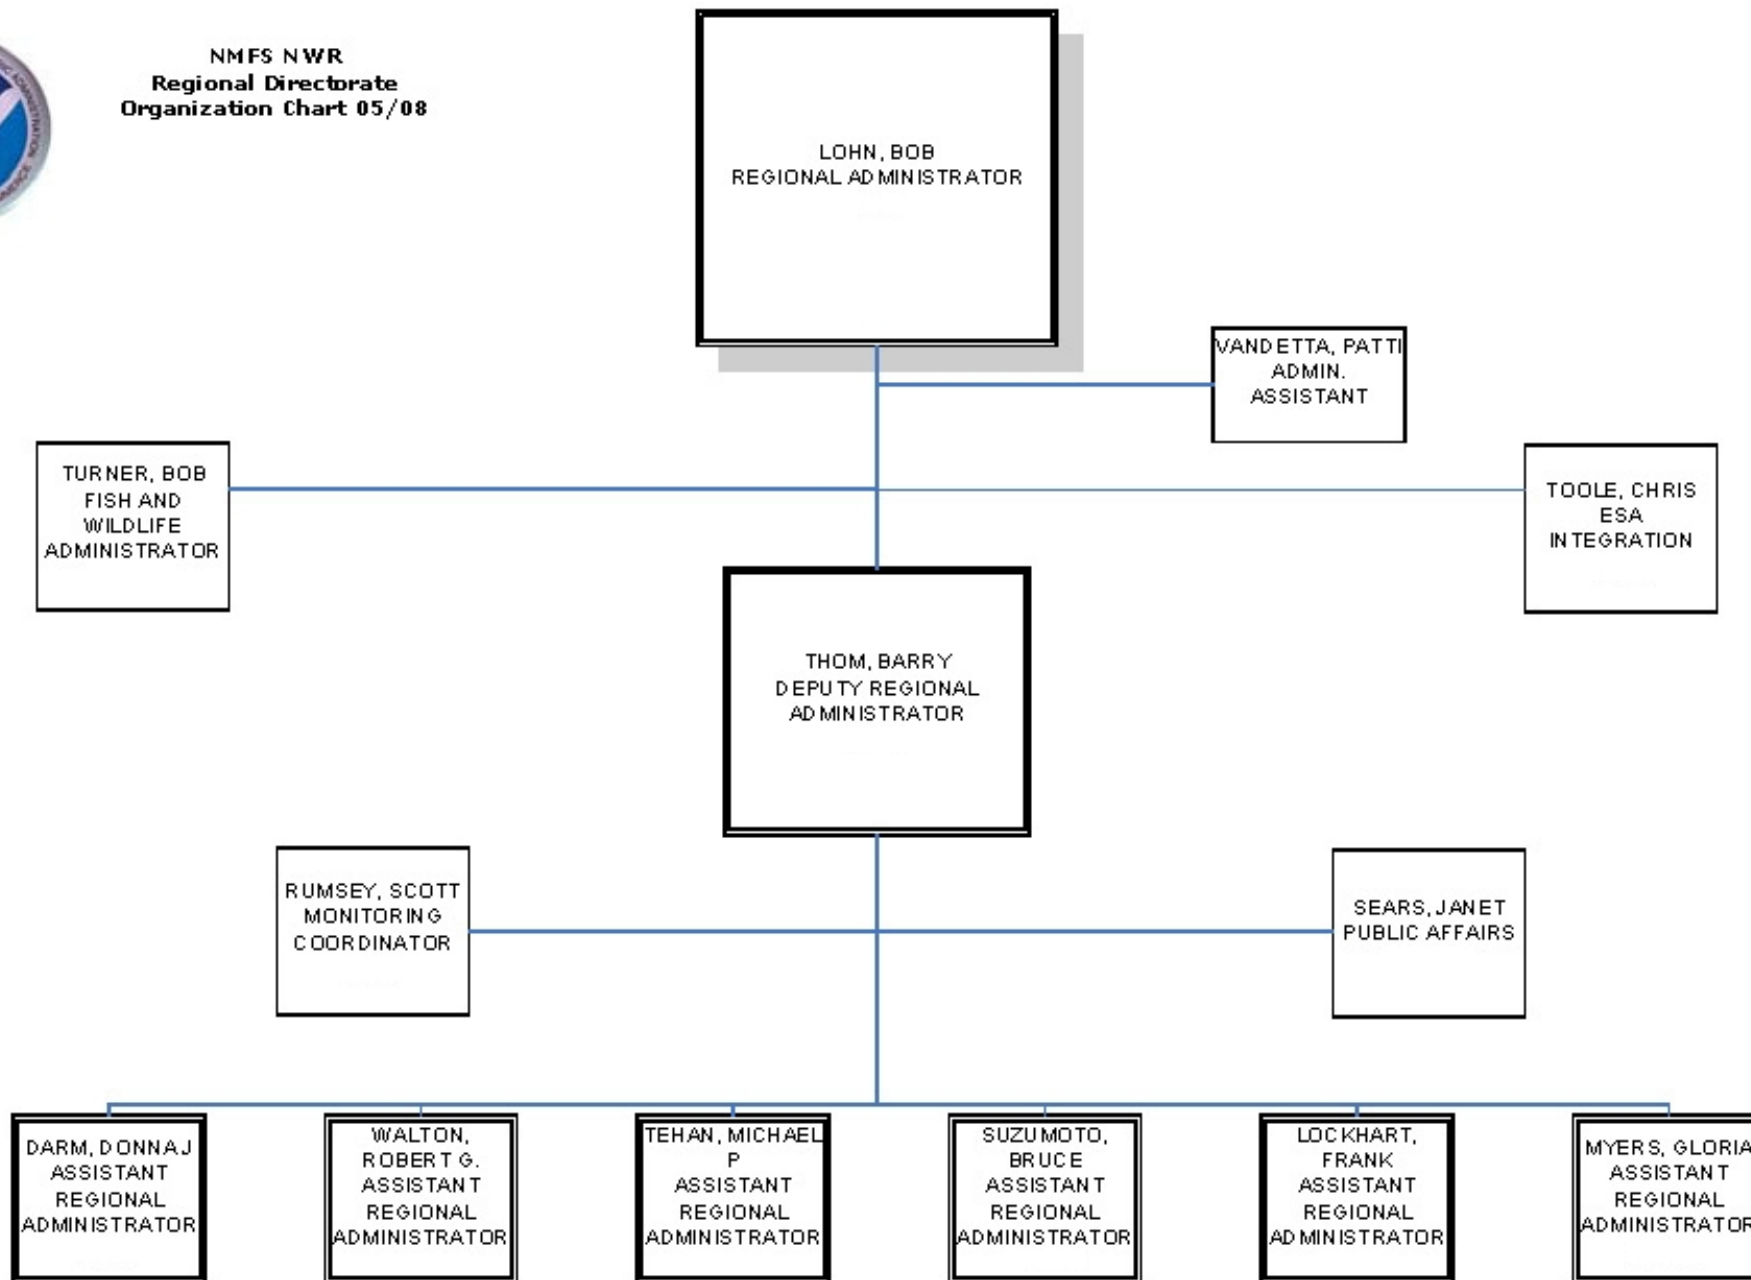 NMFS NWR
Regional Directorate
Organization Chart 05/08
LOHN, BOB
REGIONAL ADMINISTRATOR
VANDETTA, PATTI
ADMIN.
ASSISTANT
TURNER, BOB
FISH AND
WILDLIFE
ADMINISTRATOR
TOOLE, CHRIS
ESA
INTEGRATION
THOM, BARRY
DEPUTY REGIONAL
ADMINISTRATOR
RUMSEY, SCOTT
MONITORING
COORDINATOR
SEARS, JANET
PUBLIC AFFAIRS
DARM, DONNA J
ASSISTANT
REGIONAL
ADMINISTRATOR
WALTON,
ROBERT G.
ASSISTANT
REGIONAL
ADMINISTRATOR
TEHAN, MICHAEL
P
ASSISTANT
REGIONAL
ADMINISTRATOR
SUZUMOTO,
BRUCE
ASSISTANT
REGIONAL
ADMINISTRATOR
LOCKHART,
FRANK
ASSISTANT
REGIONAL
ADMINISTRATOR
MYERS, GLORIA
ASSISTANT
REGIONAL
ADMINISTRATOR